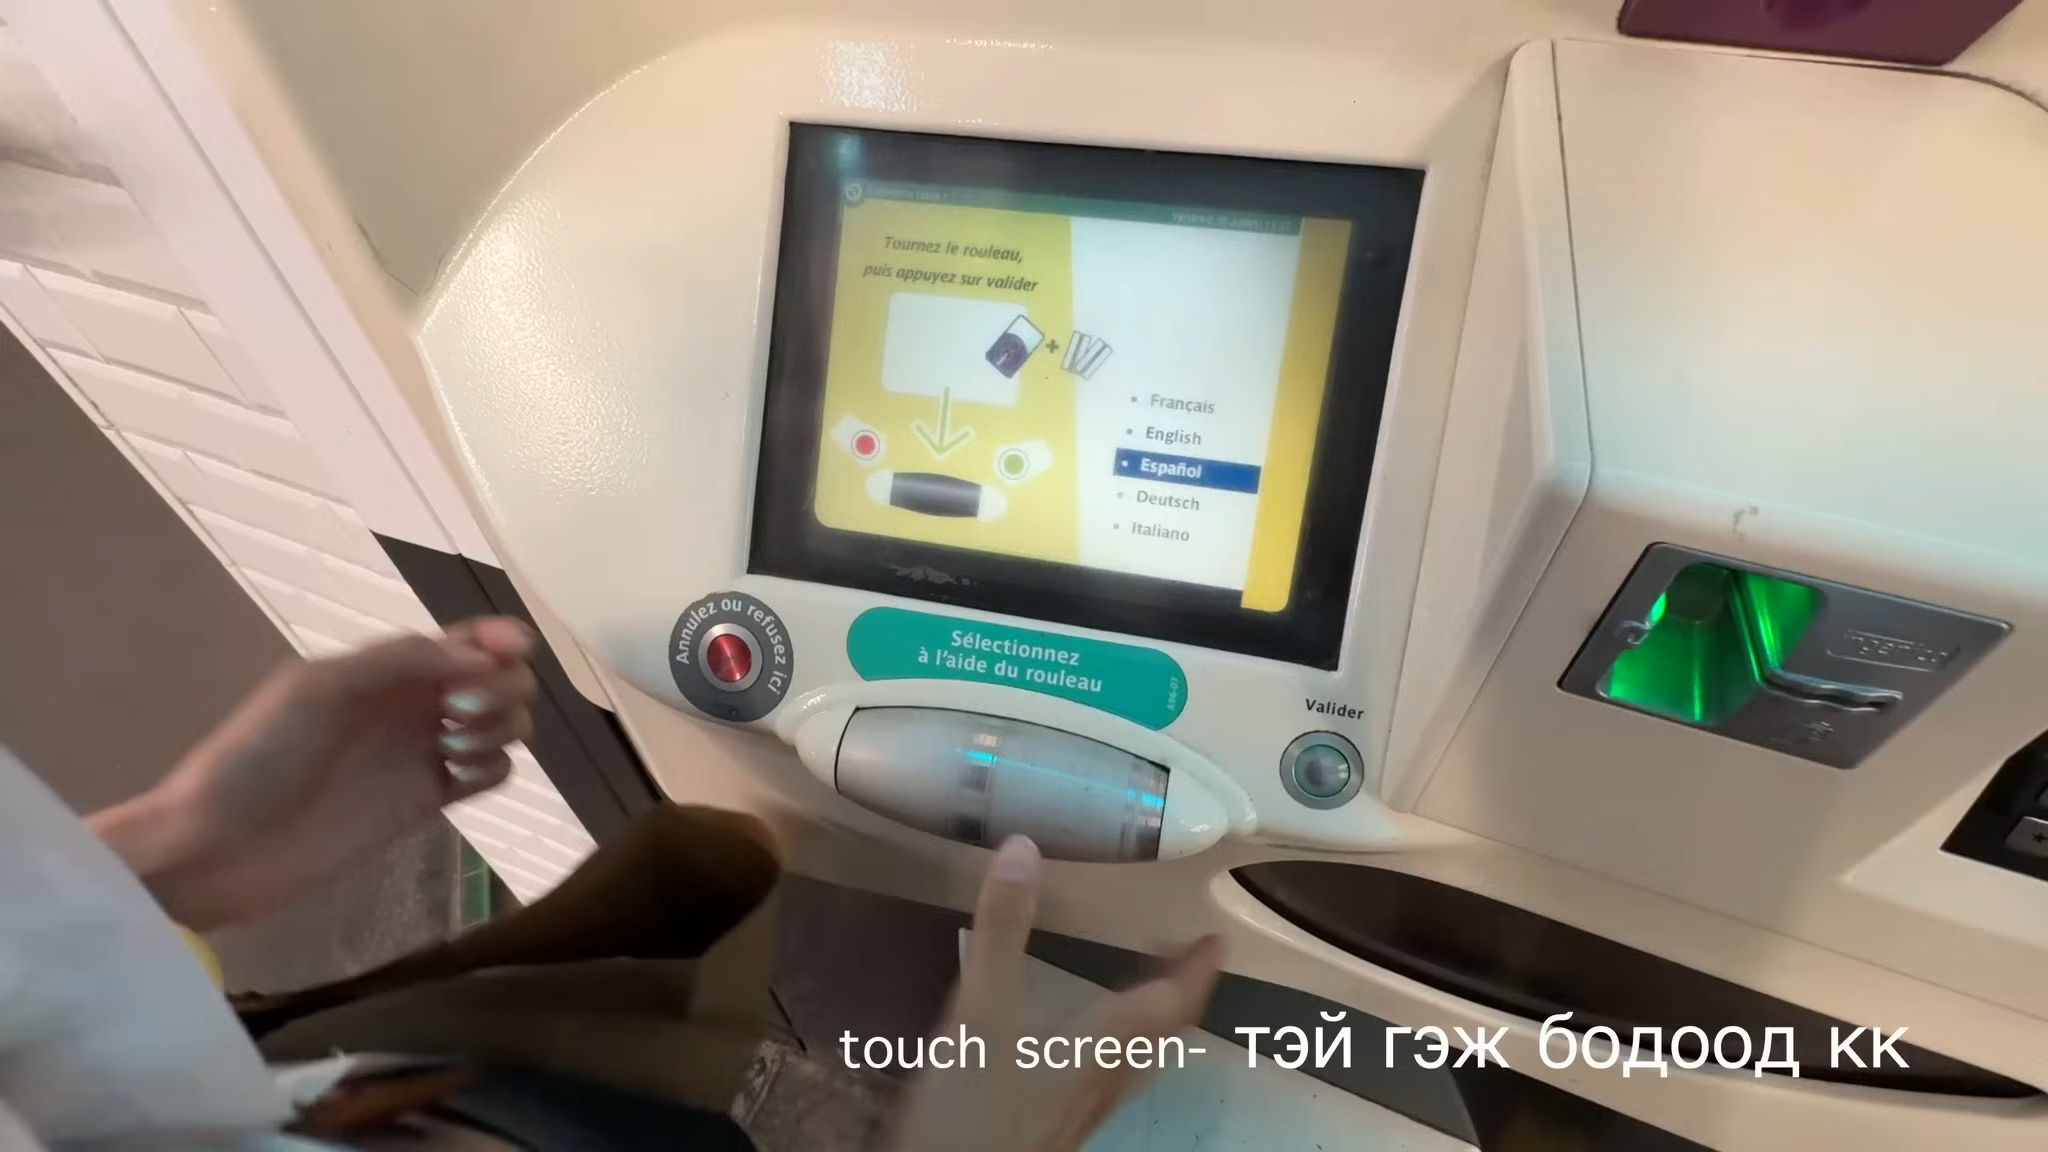 Tournez le rouleau,
puis appuyez sur valider
Français
English
Español
Deutsch
Italiano
Annulez ou refusez ici
Sélectionnez
à l'aide du rouleau
Valider
ingenico
touch screen- тэй гэж бодоод кк